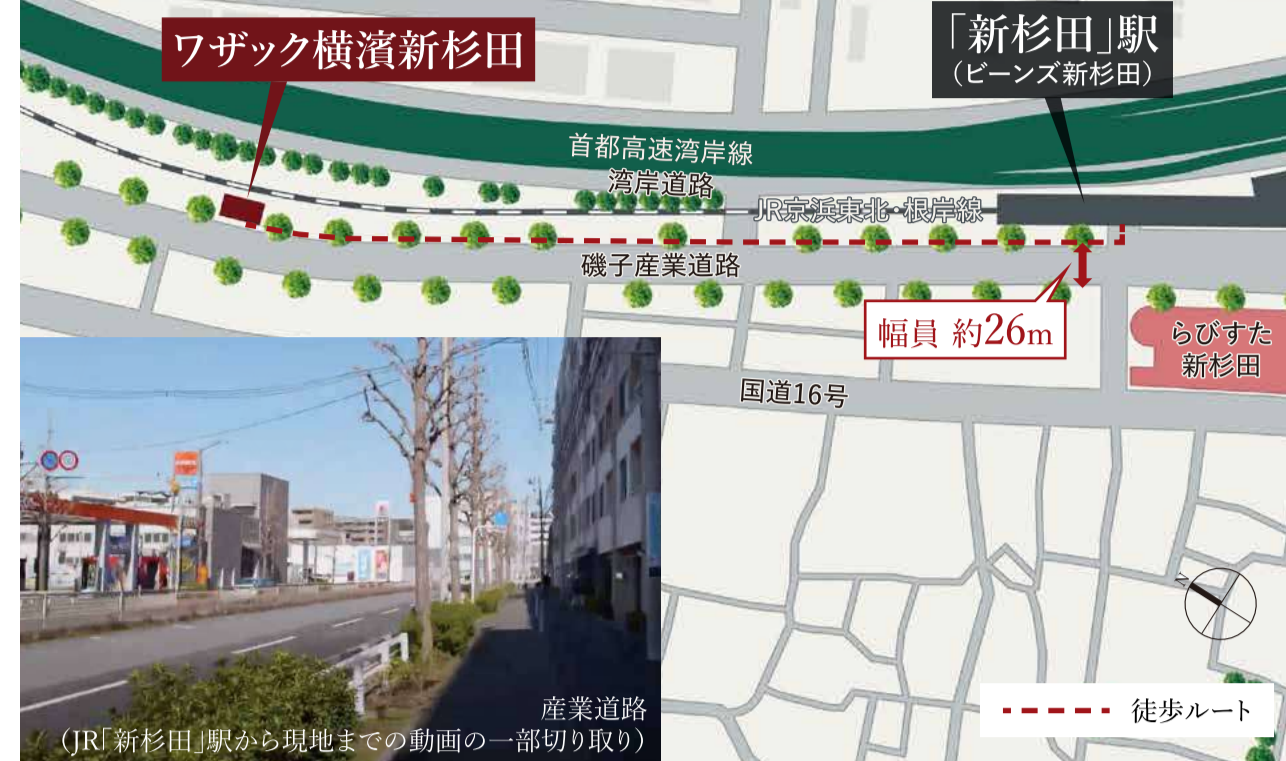 ワザック横濱新杉田
「新杉田」駅
（ビーンズ新杉田）
首都高速湾岸線
湾岸道路
JR京浜東北・根岸線
磯子産業道路
幅員 約26m
らびすた
新杉田
国道16号
N
産業道路
（JR「新杉田」駅から現地までの動画の一部切り取り）
徒歩ルート